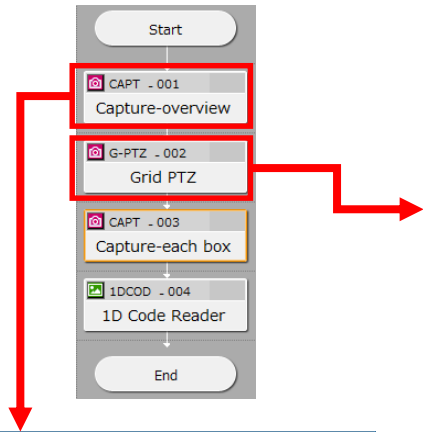 Start
CAPT - 001
Capture-overview
G-PTZ - 002
Grid PTZ
CAPT - 003
Capture-each box
1DCOD - 004
1D Code Reader
End